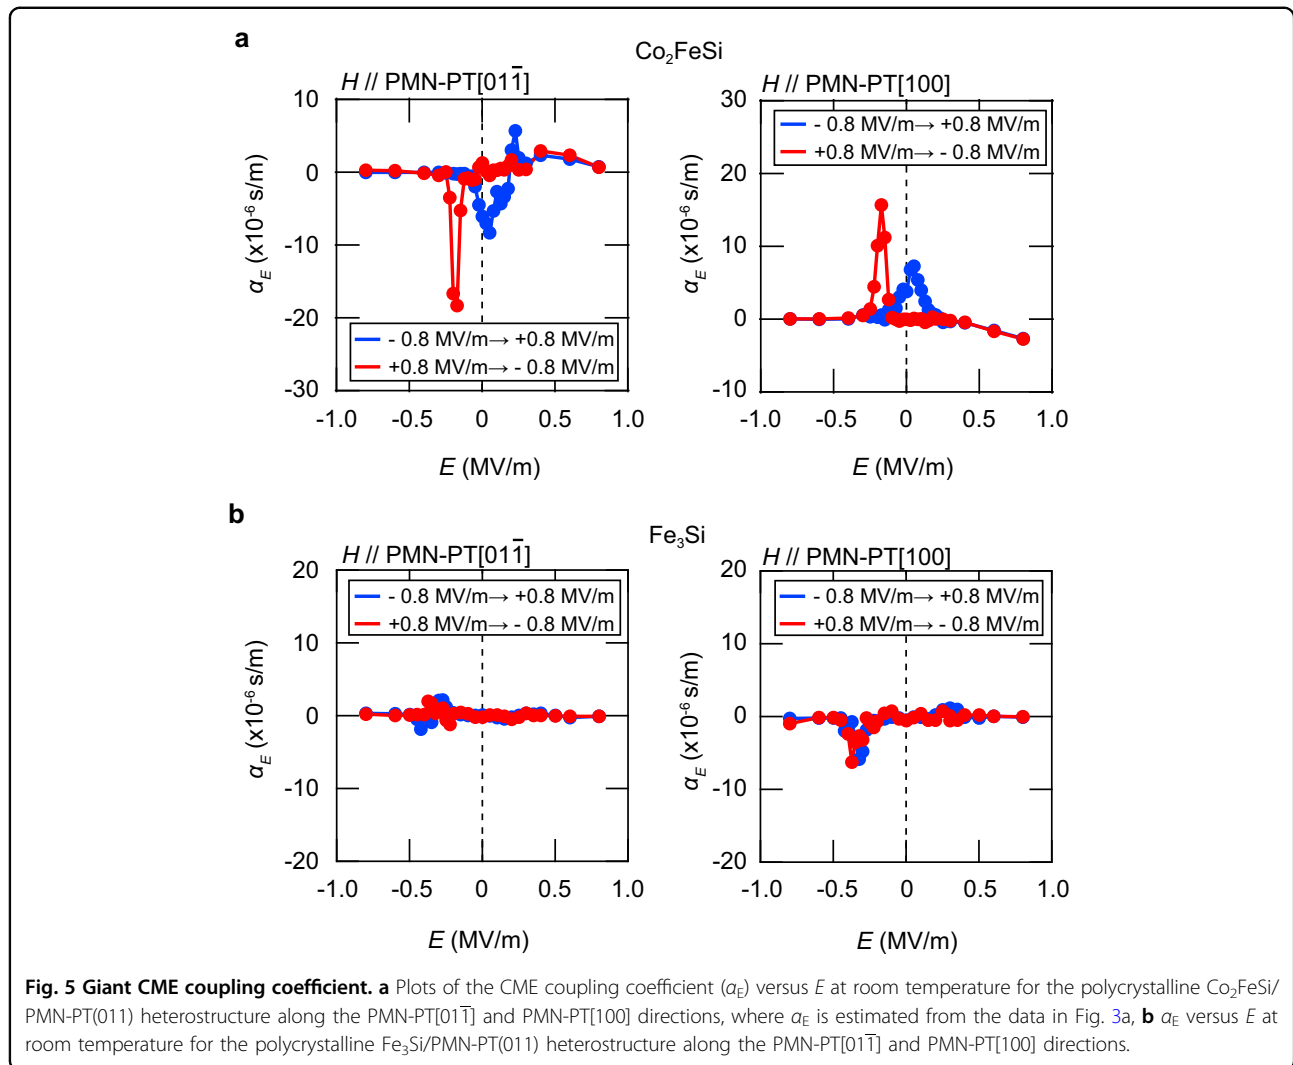 a
Co₂FeSi
H // PMN-PT[011̅]
H // PMN-PT[100]
10
0
-10
-20
-30
αE (x10⁻⁶ s/m)
- 0.8 MV/m→ +0.8 MV/m
+0.8 MV/m→ - 0.8 MV/m
-1.0 -0.5 0 0.5 1.0
E (MV/m)
30
20
10
0
-10
αE (x10⁻⁶ s/m)
- 0.8 MV/m→ +0.8 MV/m
+0.8 MV/m→ - 0.8 MV/m
-1.0 -0.5 0 0.5 1.0
E (MV/m)
b
Fe₃Si
H // PMN-PT[011̅]
H // PMN-PT[100]
20
10
0
-10
-20
αE (x10⁻⁶ s/m)
- 0.8 MV/m→ +0.8 MV/m
+0.8 MV/m→ - 0.8 MV/m
-1.0 -0.5 0 0.5 1.0
E (MV/m)
20
10
0
-10
-20
αE (x10⁻⁶ s/m)
- 0.8 MV/m→ +0.8 MV/m
+0.8 MV/m→ - 0.8 MV/m
-1.0 -0.5 0 0.5 1.0
E (MV/m)
Fig. 5 Giant CME coupling coefficient. a Plots of the CME coupling coefficient (αE) versus E at room temperature for the polycrystalline Co₂FeSi/
PMN-PT(011) heterostructure along the PMN-PT[011̅] and PMN-PT[100] directions, where αE is estimated from the data in Fig. 3a, b αE versus E at
room temperature for the polycrystalline Fe₃Si/PMN-PT(011) heterostructure along the PMN-PT[011̅] and PMN-PT[100] directions.